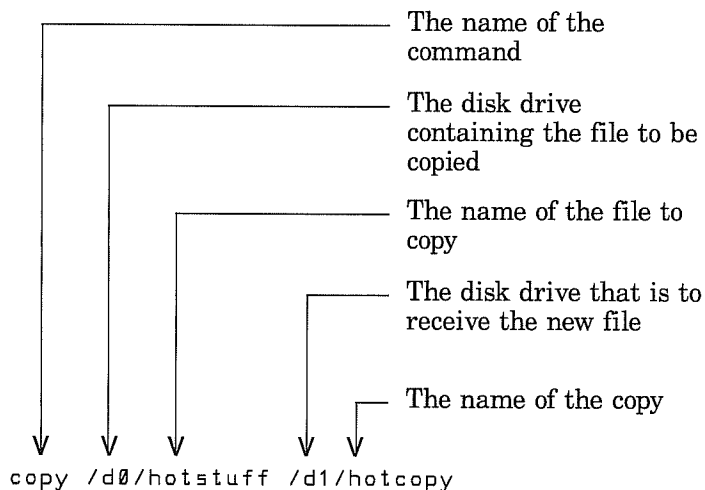 The name of the
command
The disk drive
containing the file to be
copied
The name of the file to
copy
The disk drive that is to
receive the new file
The name of the copy
copy /d0/hotstuff /d1/hotcopy